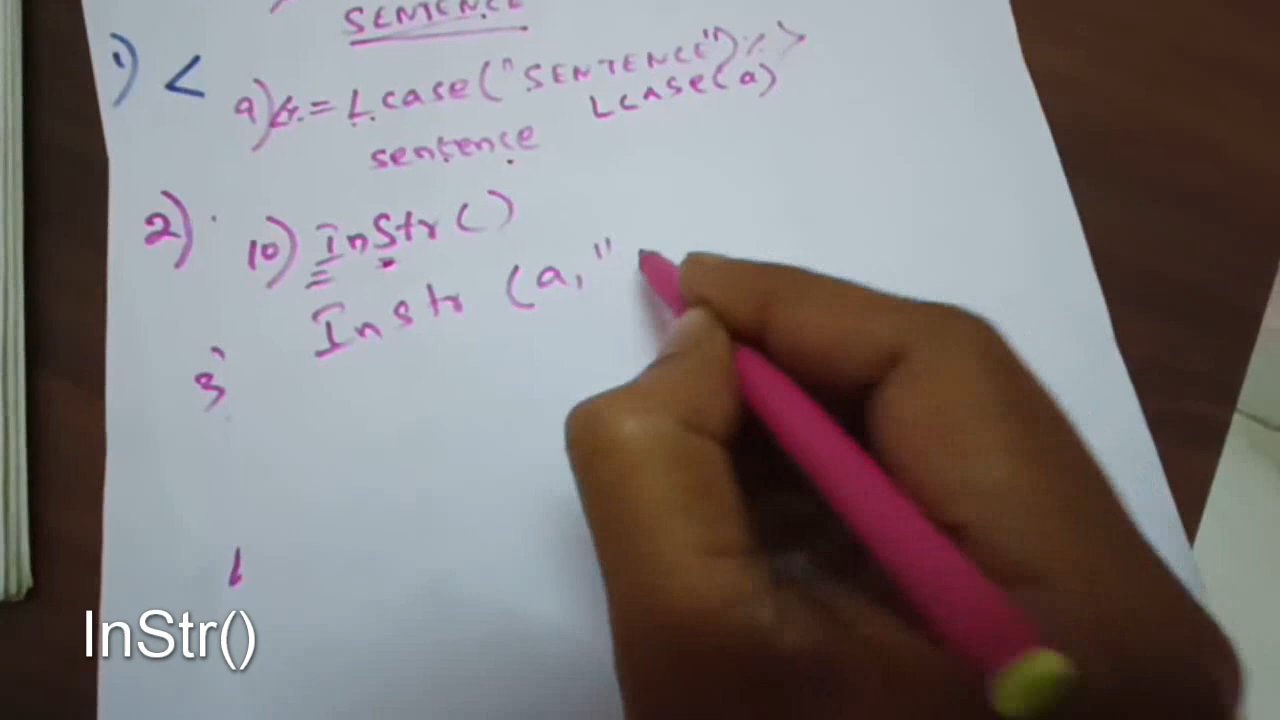 SENTENCE
1) <
9) <%= Lcase("SENTENCE") %>
LCASE(a)
sentence
2) 10) InStr()
Instr (a, "
3
InStr()